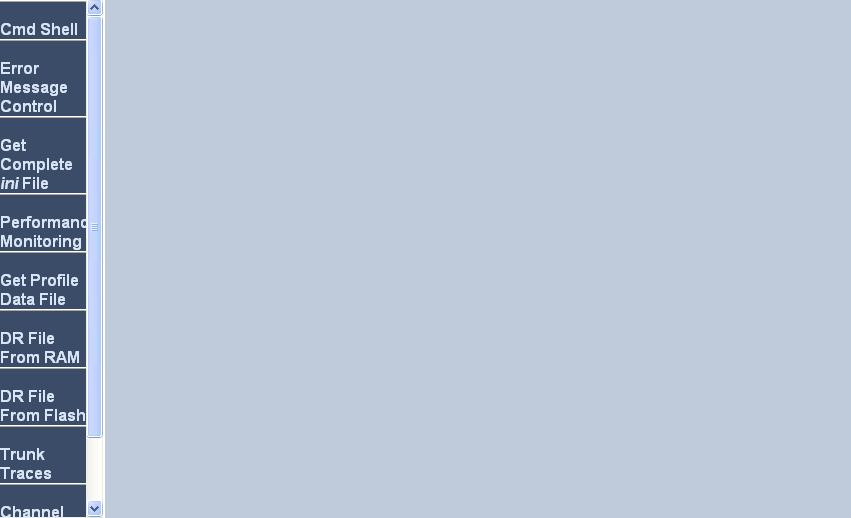 Cmd Shell
Error
Message
Control
Get
Complete
ini File
Performanc
Monitoring
Get Profile
Data File
DR File
From RAM
DR File
From Flash
Trunk
Traces
Channel